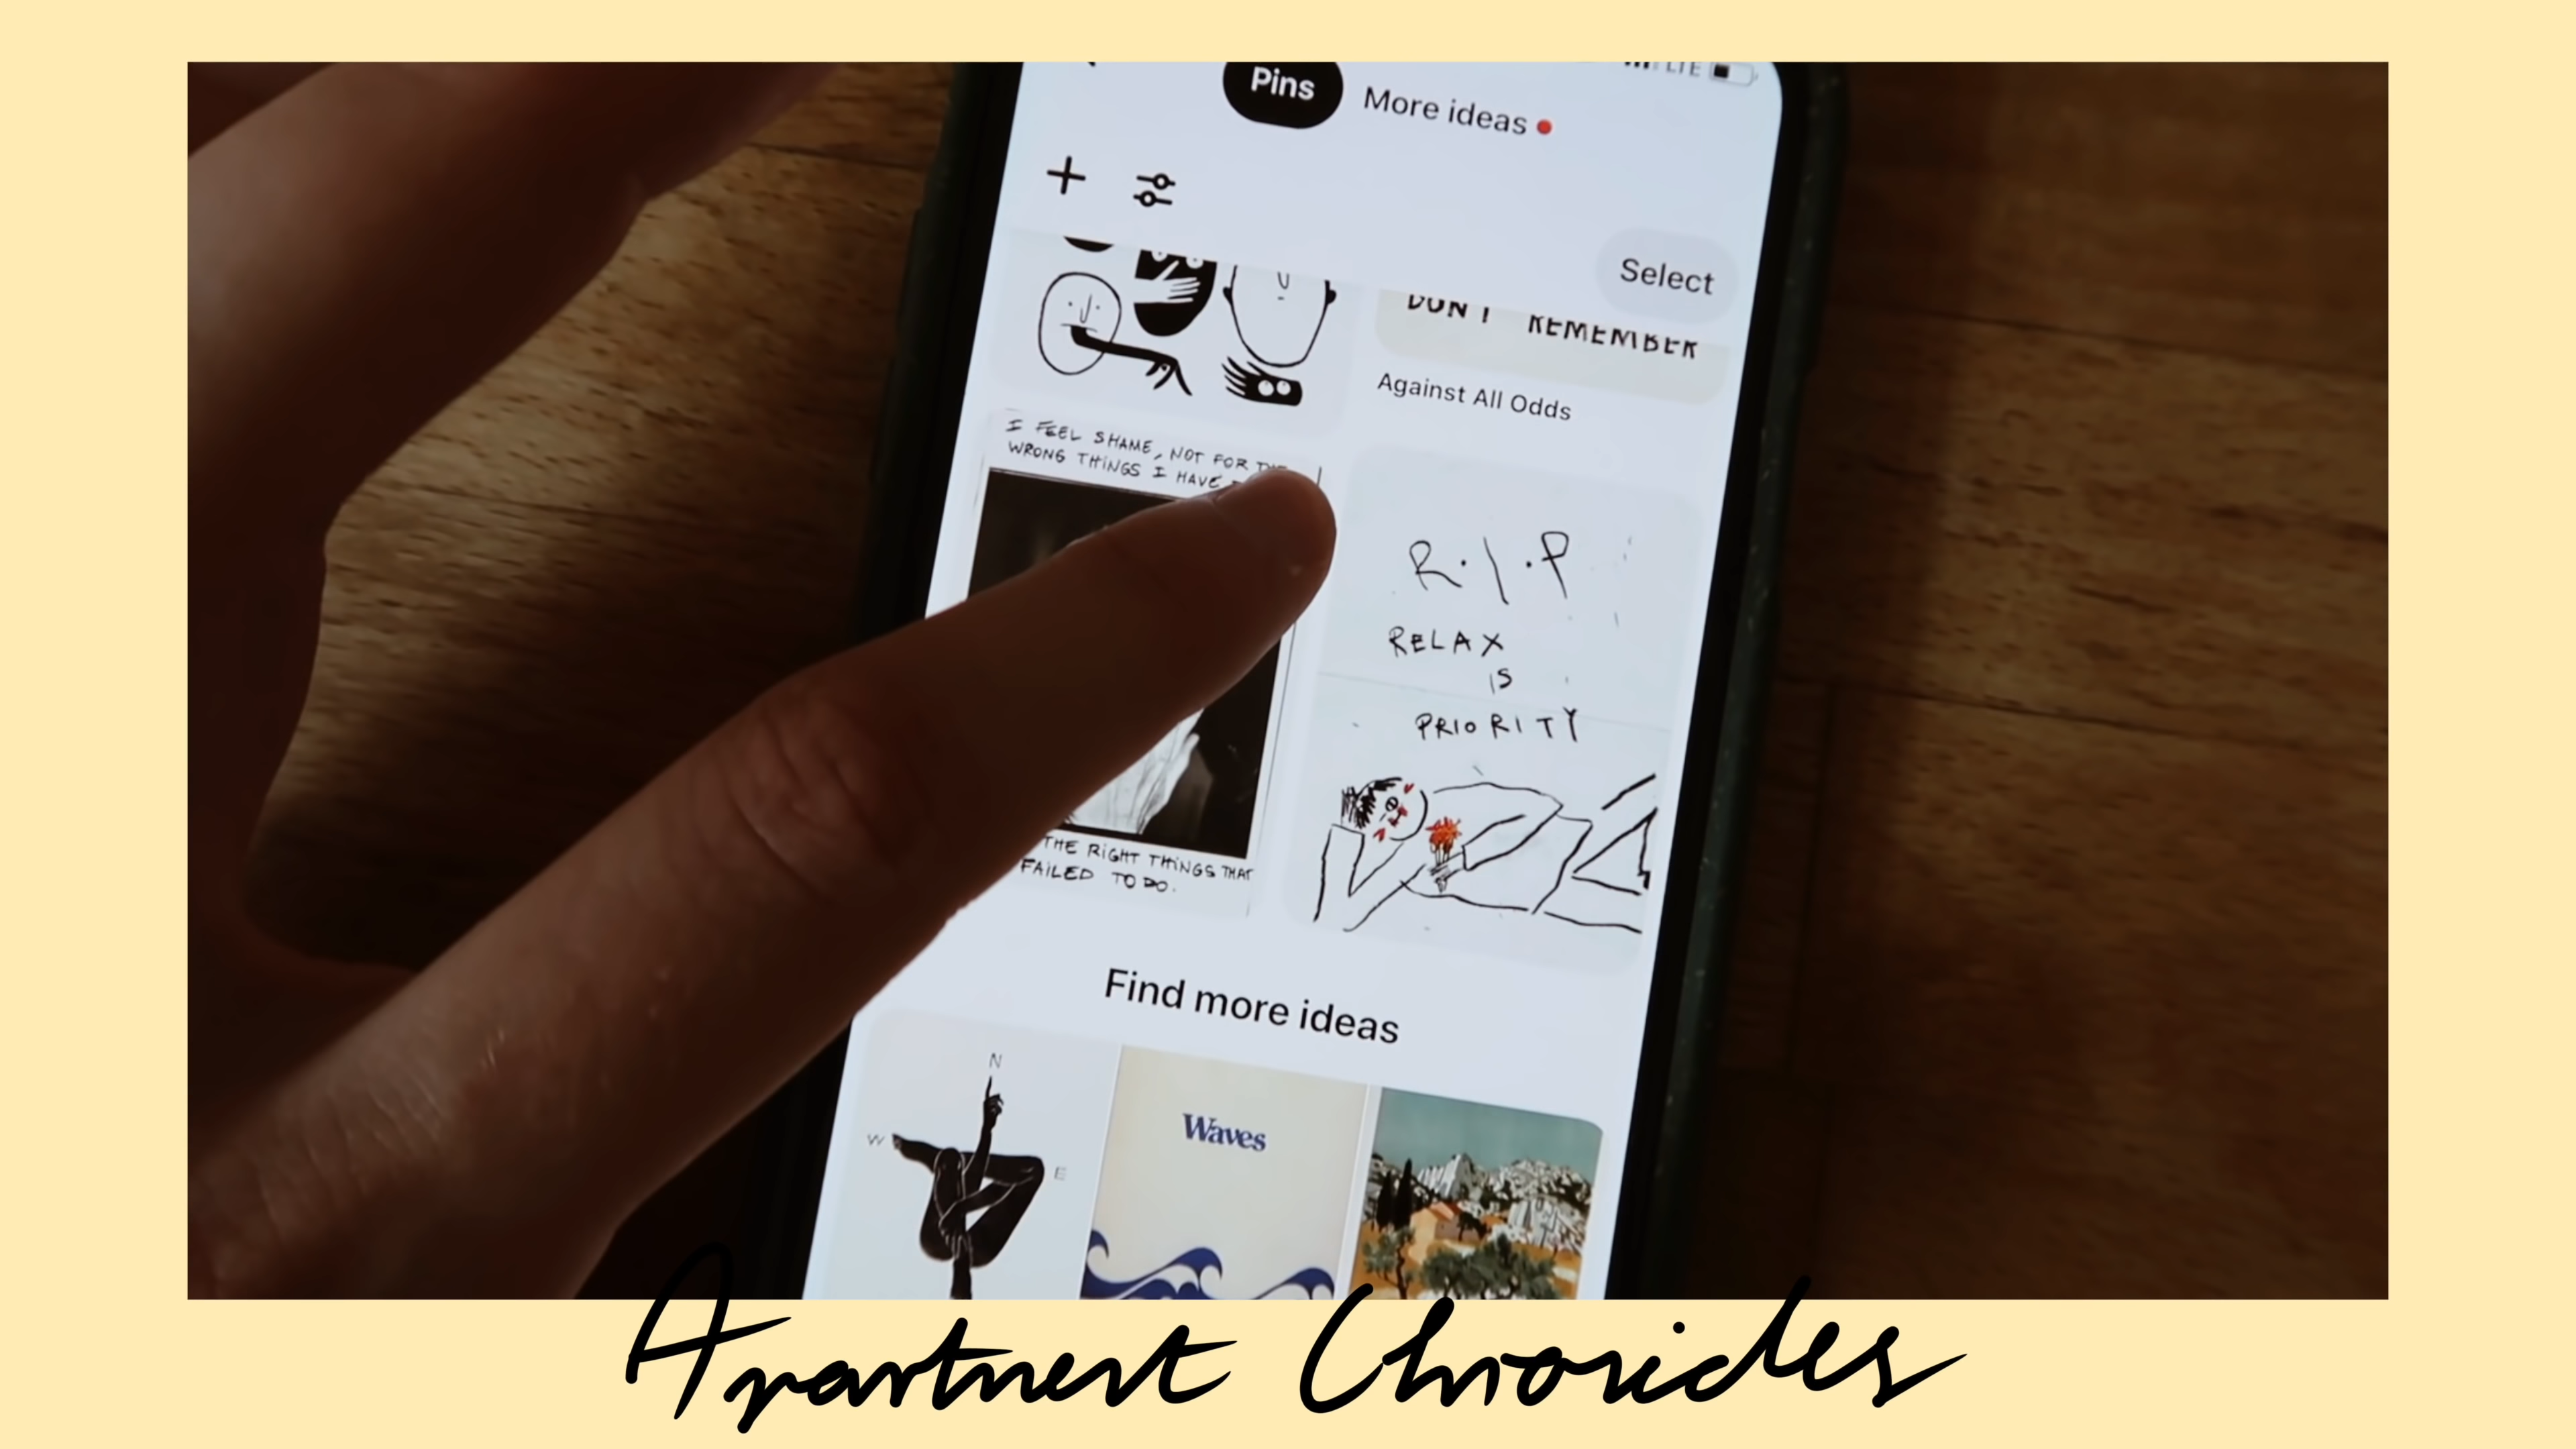 Pins
More ideas
LTE
Select
DON'T REMEMBER
Against All Odds
I FEEL SHAME, NOT FOR THE
WRONG THINGS I HAVE
THE RIGHT THINGS THAT
FAILED TO DO.
R.I.P
RELAX
IS
PRIORITY
Find more ideas
N
W
E
Waves
Apartment Chronicles